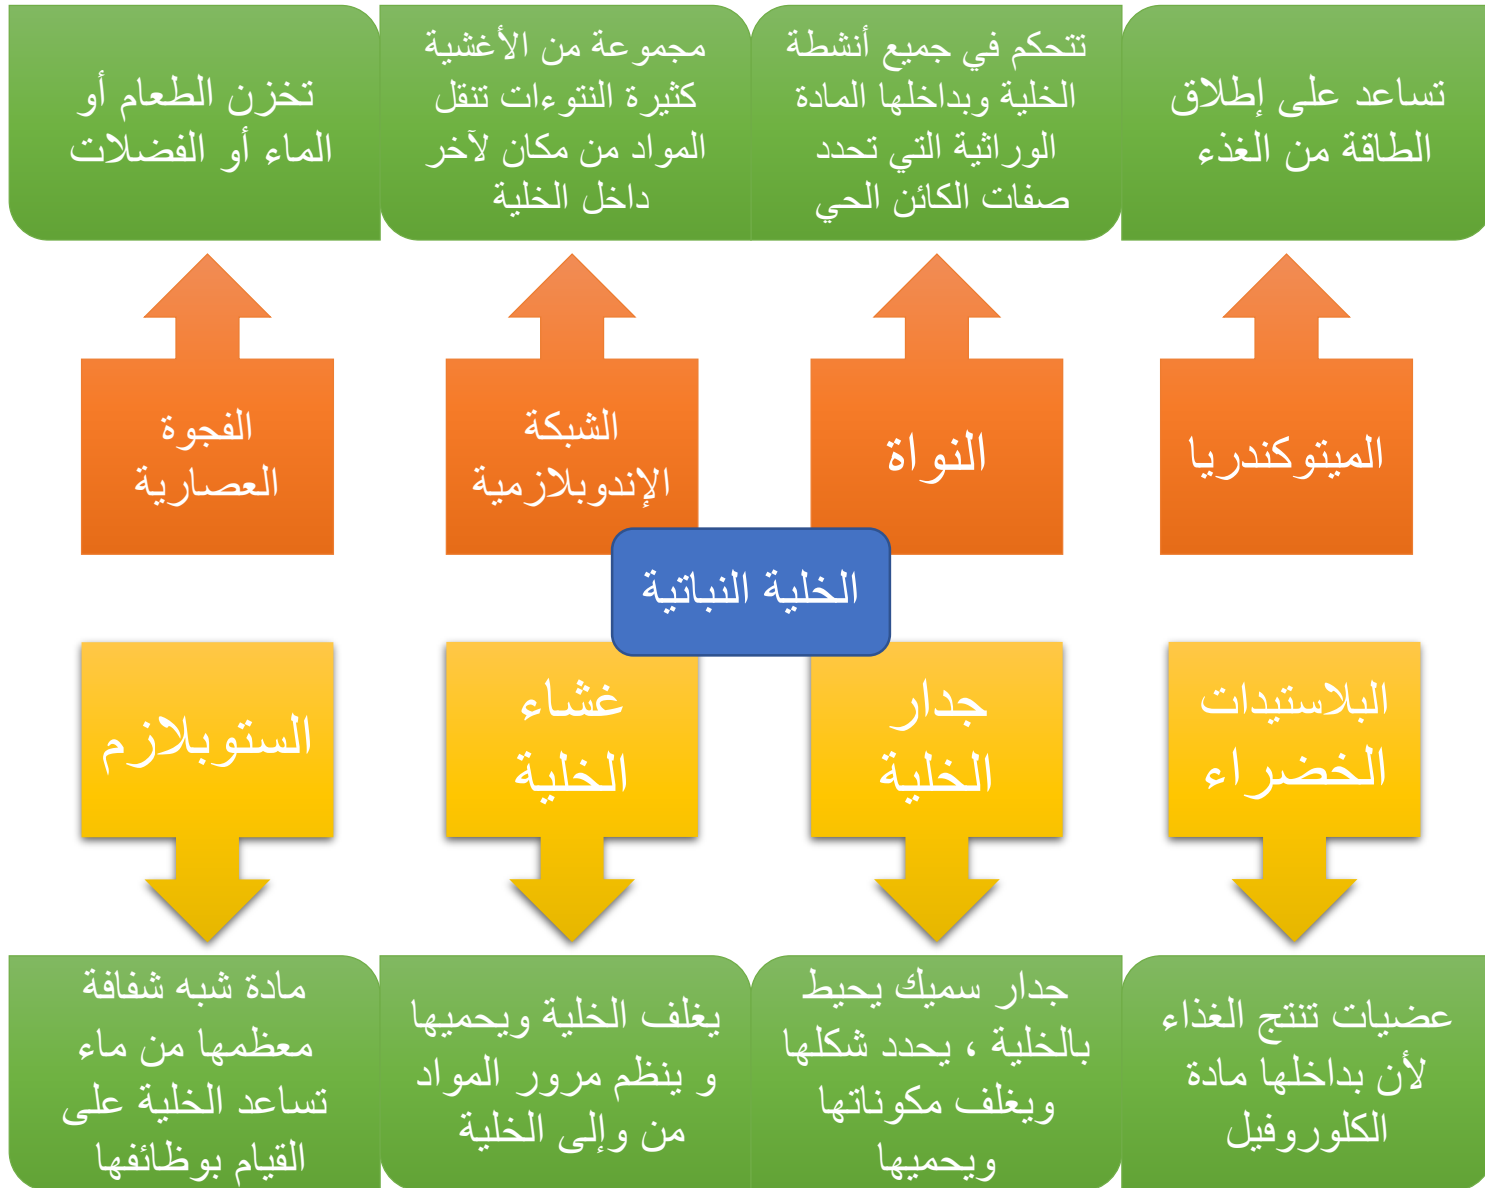 تساعد على إطلاق
الطاقة من الغذء
تتحكم في جميع أنشطة
الخلية وبداخلها المادة
الوراثية التي تحدد
صفات الكائن الحي
مجموعة من الأغشية
كثيرة النتوءات تنقل
المواد من مكان لآخر
داخل الخلية
تخزن الطعام أو
الماء أو الفضلات
الميتوكندريا
النواة
الشبكة
الإندوبلازمية
الفجوة
العصارية
الخلية النباتية
البلاستيدات
الخضراء
جدار
الخلية
غشاء
الخلية
الستوبلازم
عضيات تنتج الغذاء
لأن بداخلها مادة
الكلوروفيل
جدار سميك يحيط
بالخلية ، يحدد شكلها
ويغلف مكوناتها
ويحميها
يغلف الخلية ويحميها
و ينظم مرور المواد
من وإلى الخلية
مادة شبه شفافة
معظمها من ماء
تساعد الخلية على
القيام بوظائفها